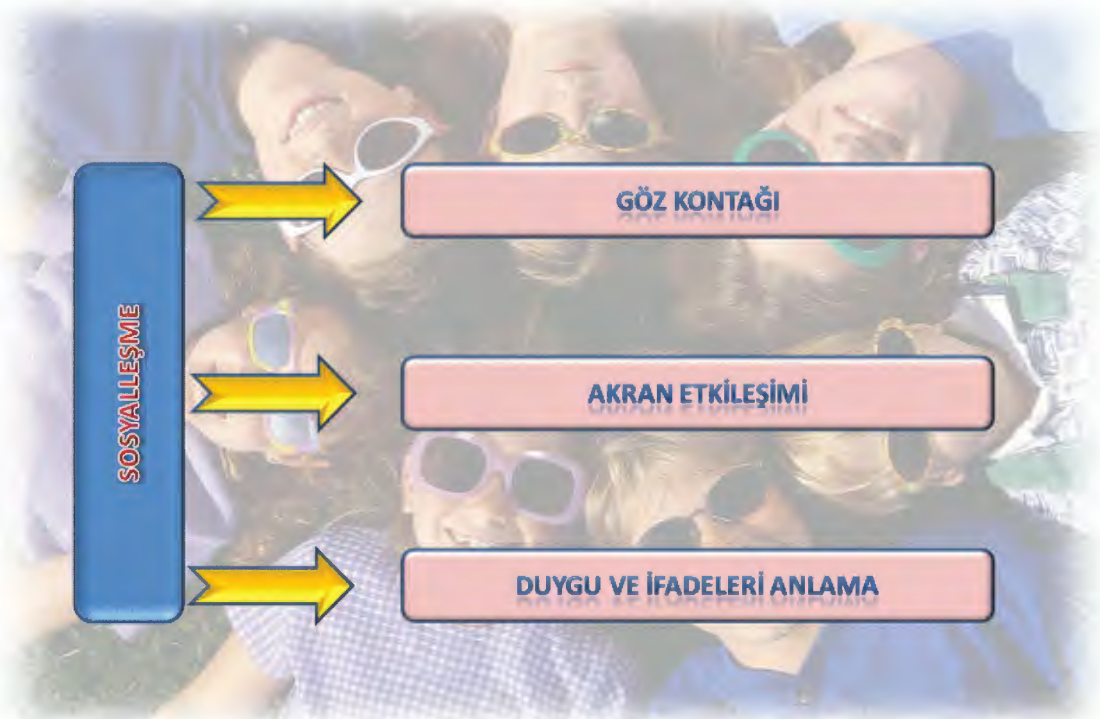 SOSYALLEŞME
GÖZ KONTAĞI
AKRAN ETKİLEŞİMİ
DUYGU VE İFADELERİ ANLAMA